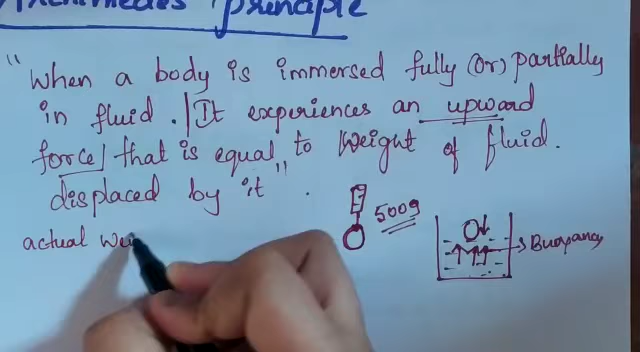 Archimedes' principle
"When a body is immersed fully (or) partially
in fluid. It experiences an upward
force that is equal to Weight of fluid.
displaced by it".
500g
Buoyancy
actual wei